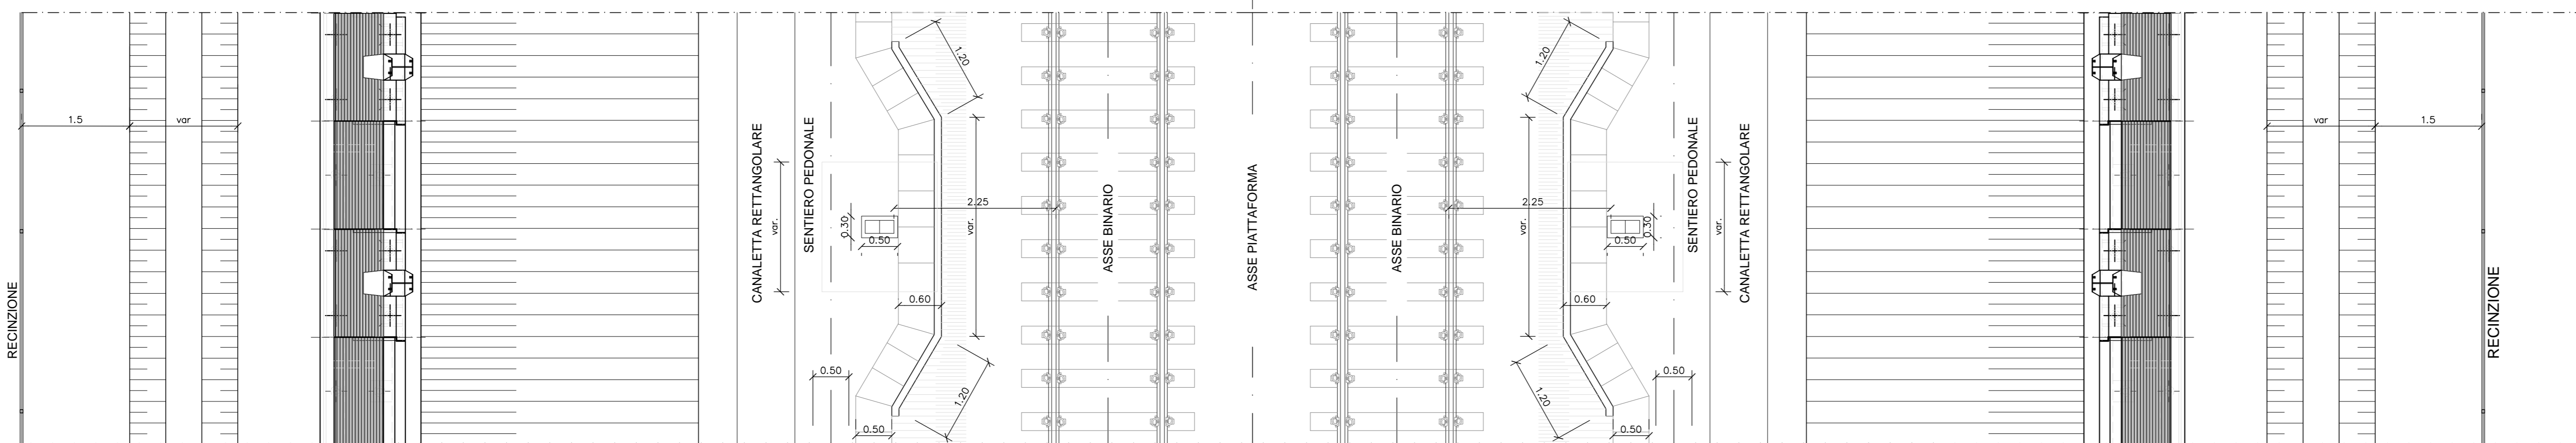 RECINZIONE
1.5
var
CANALETTA RETTANGOLARE
var.
SENTIERO PEDONALE
0.30
0.50
0.50
0.50
0.60
1.20
2.25
var.
1.20
ASSE BINARIO
ASSE PIATTAFORMA
ASSE BINARIO
1.20
2.25
var.
1.20
0.60
0.50
0.30
0.50
0.50
SENTIERO PEDONALE
var.
CANALETTA RETTANGOLARE
var
1.5
RECINZIONE